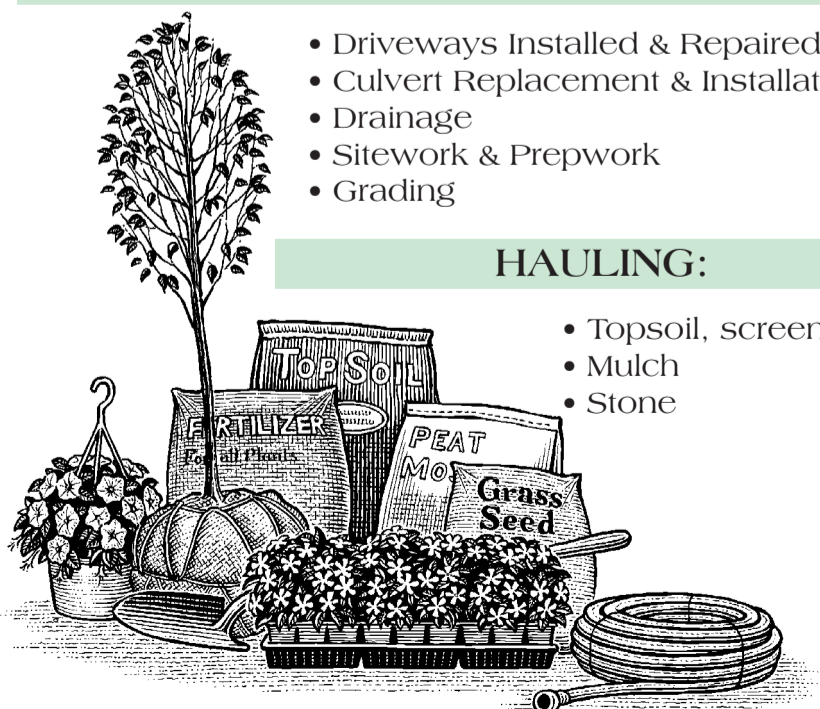 • Driveways Installed & Repaired
• Culvert Replacement & Installat
• Drainage
• Sitework & Prepwork
• Grading
HAULING:
• Topsoil, screen
• Mulch
• Stone
TOP SOIL
FERTILIZER
For all Plants
PEAT
MOS
Grass
Seed